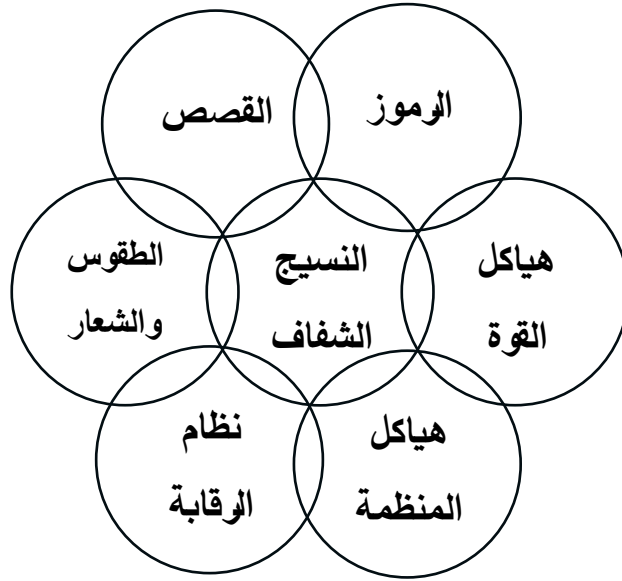 الرموز
القصص
هياكل
القوة
النسيج
الشفاف
الطقوس
والشعار
هياكل
المنظمة
نظام
الرقابة